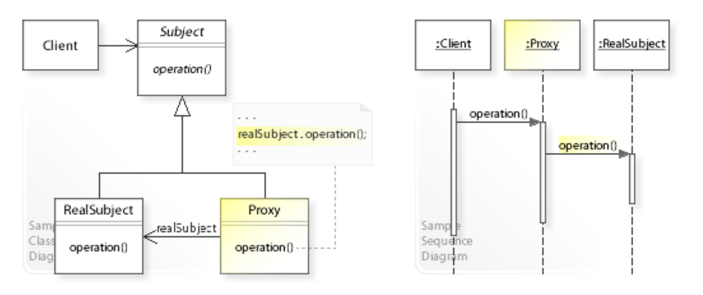 Client
Subject
operation()
. . .
realSubject.operation();
. . .
RealSubject
operation()
realSubject
Proxy
operation()
Sample
Class
Diag
:Client
:Proxy
:RealSubject
operation()
operation()
Sample
Sequence
Diagram